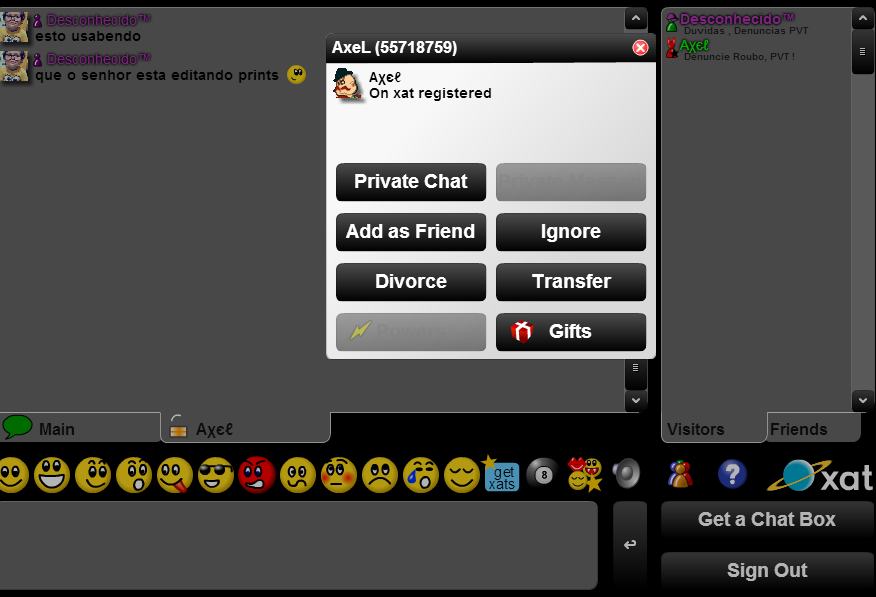 Desconhecido™
esto usabendo
Desconhecido™
que o senhor esta editando prints
AxeL (55718759)
Aχєℓ
On xat registered
Private Chat
Private Message
Add as Friend
Ignore
Divorce
Transfer
Powers
Gifts
Desconhecido™
Duvidas , Denuncias PVT
Aχєℓ
Denuncie Roubo, PVT !
Main
Aχєℓ
Visitors
Friends
get
xats
8
?
xat
Get a Chat Box
Sign Out